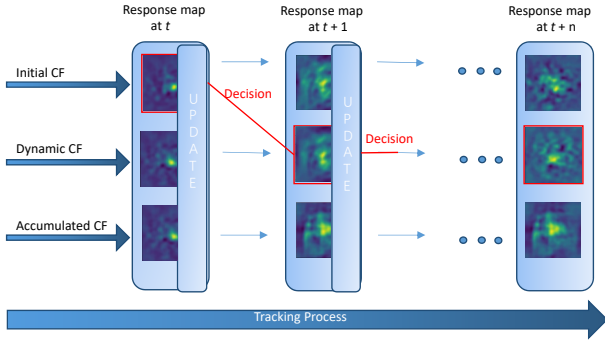 Response map
at t
Response map
at t + 1
Response map
at t + n
Initial CF
Dynamic CF
Accumulated CF
UPDATE
UPDATE
Decision
Decision
Tracking Process